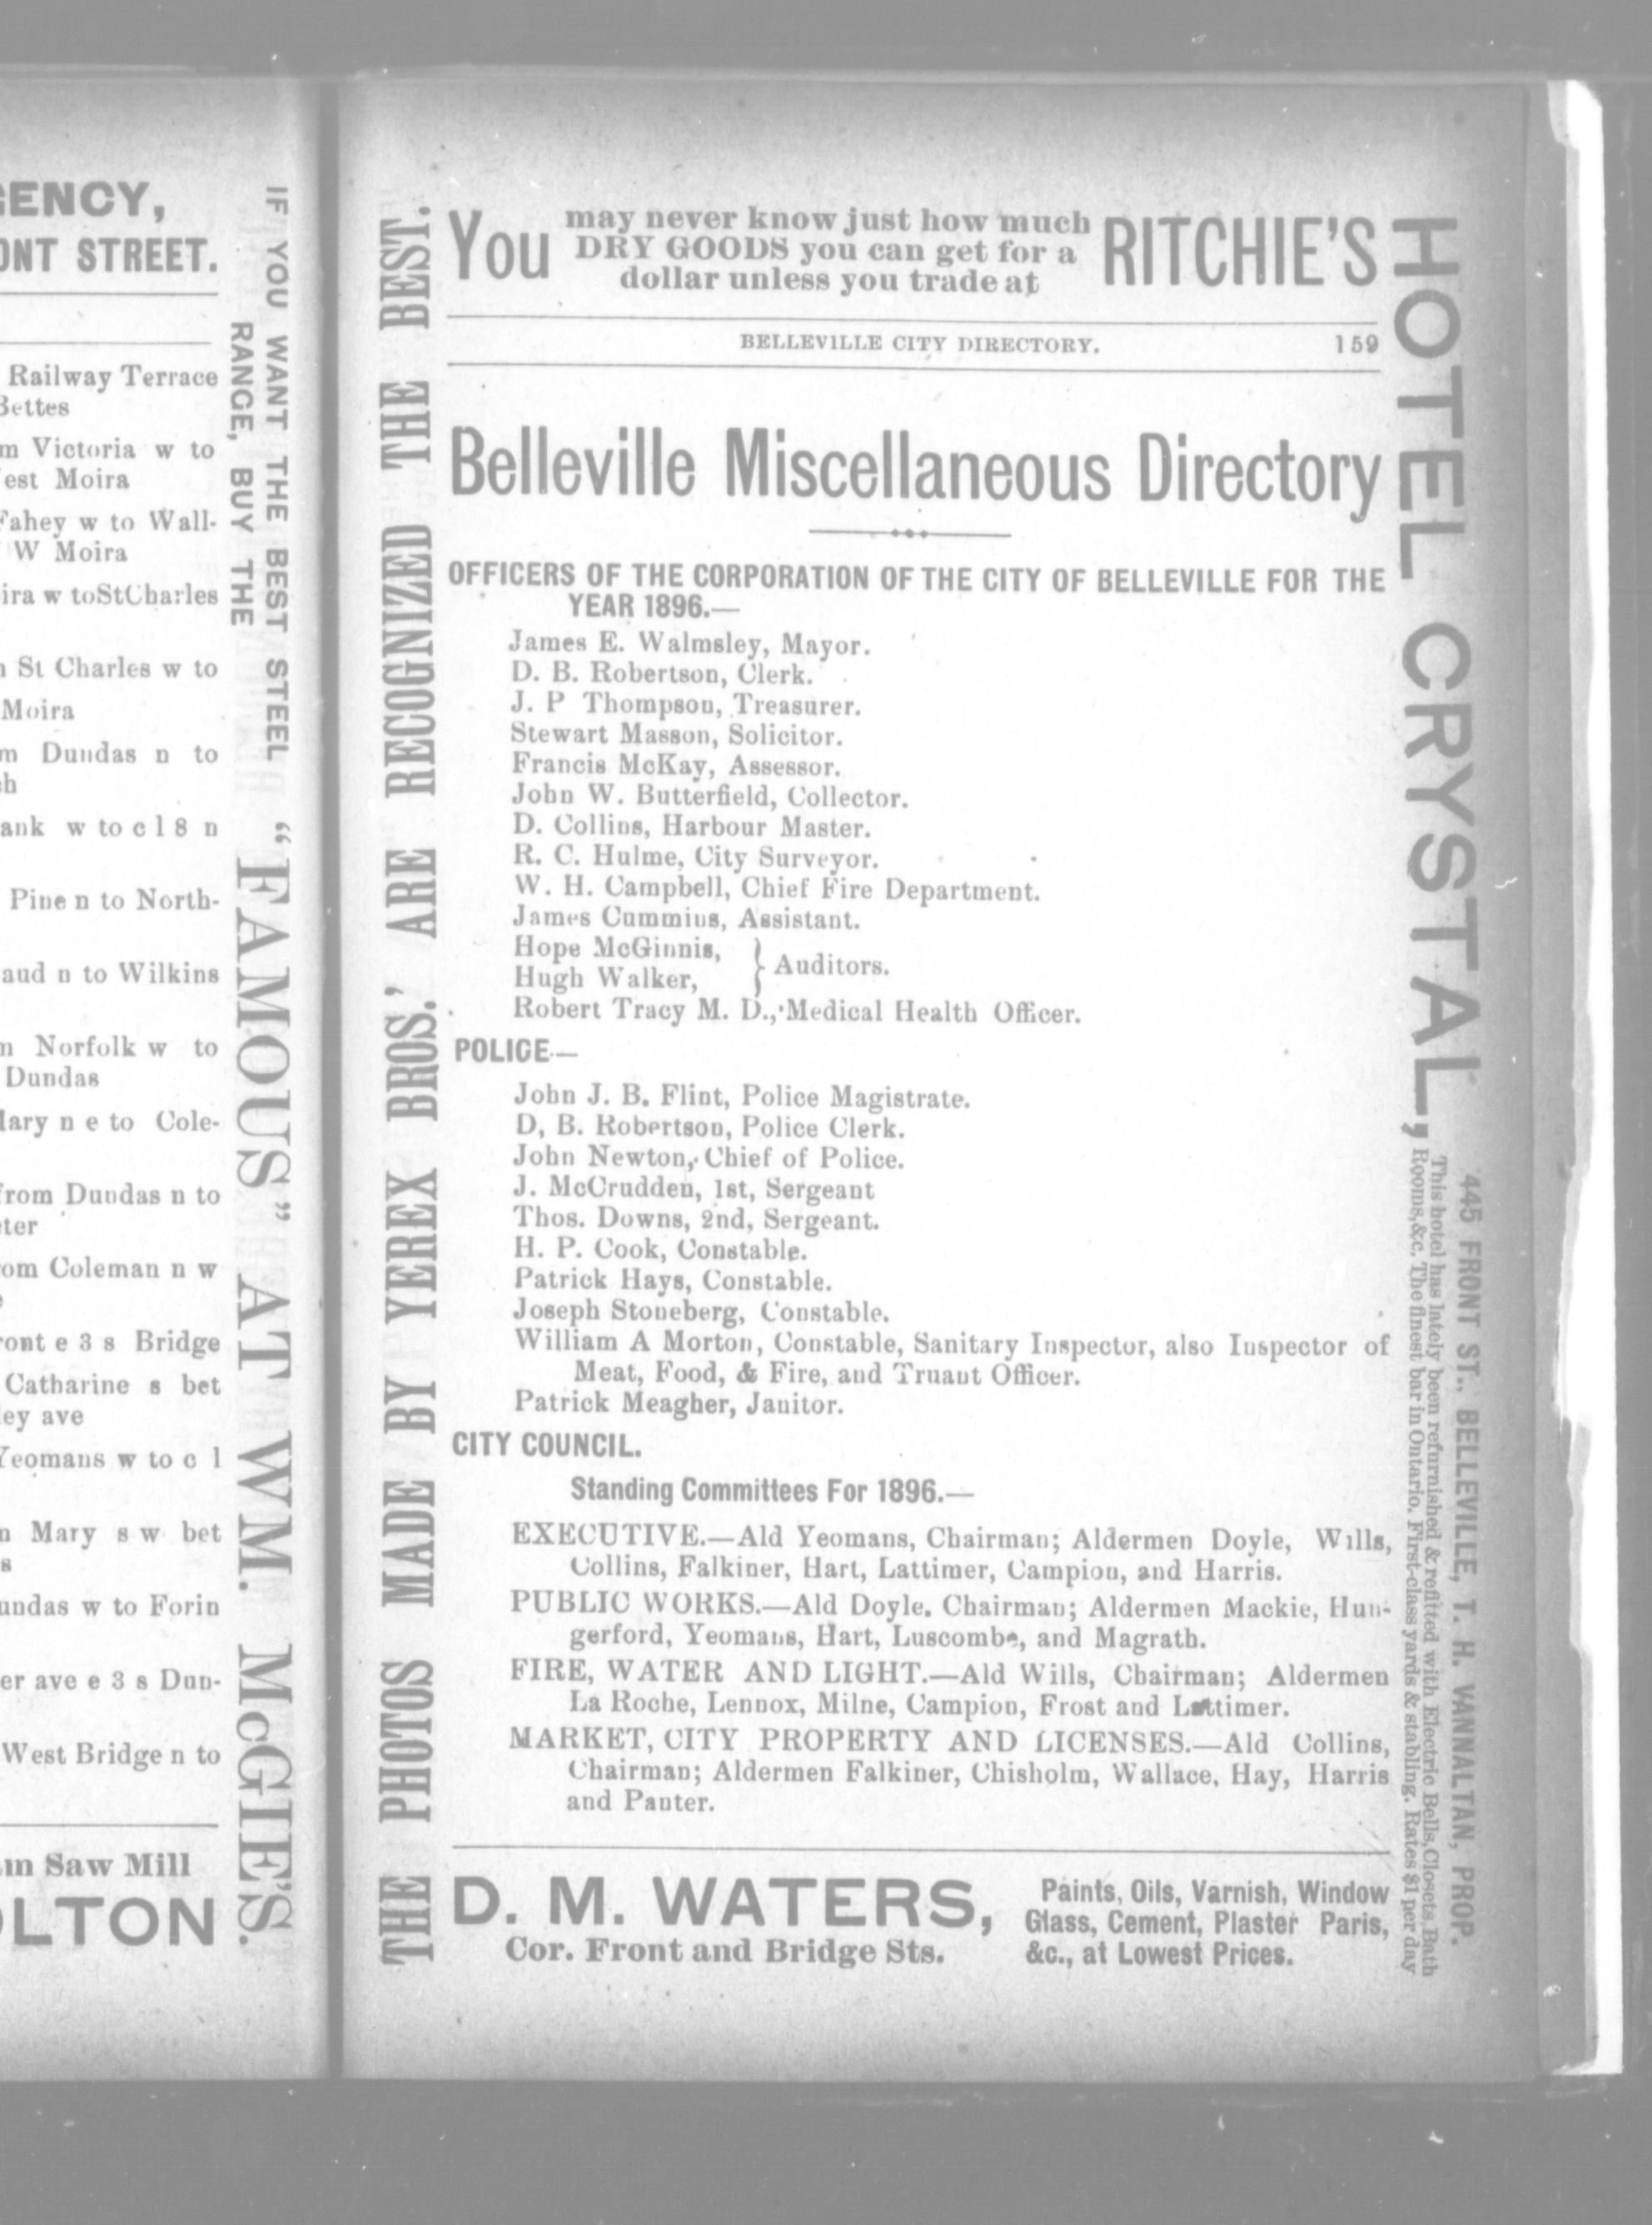 GENCY,
ONT STREET.
Railway Terrace
Bettes
m Victoria w to
est Moira
Fahey w to Wall-
W Moira
ira w toStCharles
St Charles w to
Moira
m Dundas n to
ank w to c l 8 n
Pine n to North-
aud n to Wilkins
n Norfolk w to
Dundas
Mary n e to Cole-
from Dundas n to
ter
om Coleman n w
ront e 3 s Bridge
Catharine s bet
ley ave
Yeomans w to c l
n Mary s w bet
s
undas w to Forin
er ave e 3 s Dun-
West Bridge n to
m Saw Mill
OLTON
IF YOU WANT THE BEST STEEL
RANGE, BUY THE
"FAMOUS" AT WM. McGIE'S.
THE PHOTOS MADE BY YEREX BROS.' ARE RECOGNIZED THE BEST.
You may never know just how much
DRY GOODS you can get for a
dollar unless you trade at
RITCHIE'S
BELLEVILLE CITY DIRECTORY. 159
Belleville Miscellaneous Directory
OFFICERS OF THE CORPORATION OF THE CITY OF BELLEVILLE FOR THE
YEAR 1896.—
James E. Walmsley, Mayor.
D. B. Robertson, Clerk.
J. P Thompson, Treasurer.
Stewart Masson, Solicitor.
Francis McKay, Assessor.
John W. Butterfield, Collector.
D. Collins, Harbour Master.
R. C. Hulme, City Surveyor.
W. H. Campbell, Chief Fire Department.
James Cummins, Assistant.
Hope McGinnis,
Hugh Walker, } Auditors.
Robert Tracy M. D., Medical Health Officer.
POLICE—
John J. B. Flint, Police Magistrate.
D, B. Robertson, Police Clerk.
John Newton, Chief of Police.
J. McCrudden, 1st, Sergeant
Thos. Downs, 2nd, Sergeant.
H. P. Cook, Constable.
Patrick Hays, Constable.
Joseph Stoneberg, Constable.
William A Morton, Constable, Sanitary Inspector, also Inspector of
Meat, Food, & Fire, and Truant Officer.
Patrick Meagher, Janitor.
CITY COUNCIL.
Standing Committees For 1896.—
EXECUTIVE.—Ald Yeomans, Chairman; Aldermen Doyle, Wills,
Collins, Falkiner, Hart, Lattimer, Campion, and Harris.
PUBLIC WORKS.—Ald Doyle, Chairman; Aldermen Mackie, Hun-
gerford, Yeomans, Hart, Luscombe, and Magrath.
FIRE, WATER AND LIGHT.—Ald Wills, Chairman; Aldermen
La Roche, Lennox, Milne, Campion, Frost and Lattimer.
MARKET, CITY PROPERTY AND LICENSES.—Ald Collins,
Chairman; Aldermen Falkiner, Chisholm, Wallace, Hay, Harris
and Panter.
D. M. WATERS,
Cor. Front and Bridge Sts.
Paints, Oils, Varnish, Window
Glass, Cement, Plaster Paris,
&c., at Lowest Prices.
HOTEL CRYSTAL,
445 FRONT ST., BELLEVILLE, T. H. VANNALTAN, PROP.
This hotel has lately been refurnished & refitted with Electric Bells, Closets, Bath
Rooms, &c. The finest bar in Ontario. First-class yards & stabling. Rates $1 per day